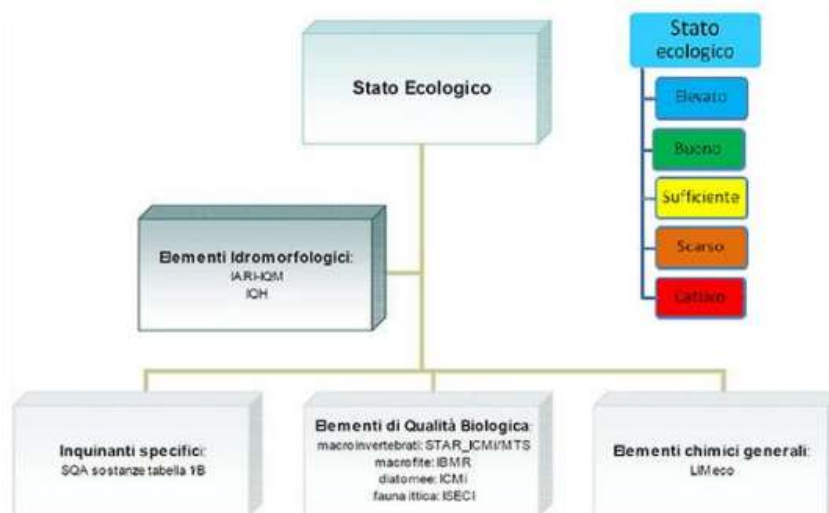 Stato Ecologico
Stato
ecologico
Elevato
Buono
Sufficiente
Scarso
Cattivo
Elementi Idromorfologici:
IARI-IQM
IQH
Inquinanti specifici:
SQA sostanze tabella 1B
Elementi di Qualità Biologica:
macroinvertebrati: STAR_ICMi/MTS
macrofite: IBMR
diatomee: ICMi
fauna ittica: ISECI
Elementi chimici generali:
LIMeco